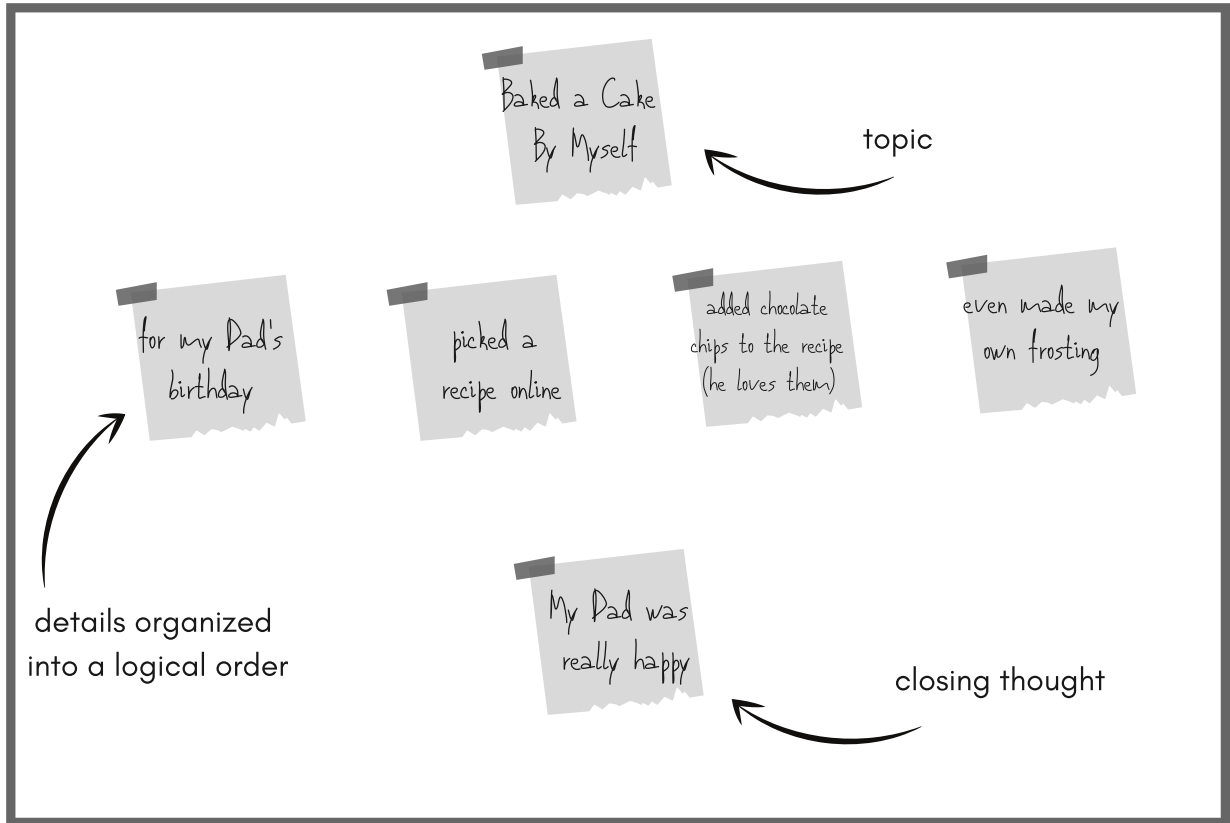 Baked a Cake
By Myself
topic
for my Dad's
birthday
picked a
recipe online
added chocolate
chips to the recipe
(he loves them)
even made my
own frosting
details organized
into a logical order
My Dad was
really happy
closing thought